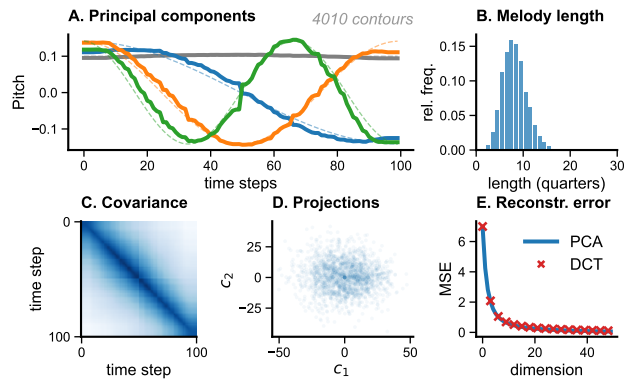 A. Principal components
4010 contours
Pitch
0.1
0.0
−0.1
0
20
40
60
80
100
time steps
B. Melody length
rel. freq.
0.15
0.10
0.05
0.00
0
10
20
30
length (quarters)
C. Covariance
time step
0
100
0
100
time step
D. Projections
c2
25
0
−25
−50
0
50
c1
E. Reconstr. error
MSE
6
4
2
0
PCA
DCT
0
20
40
dimension